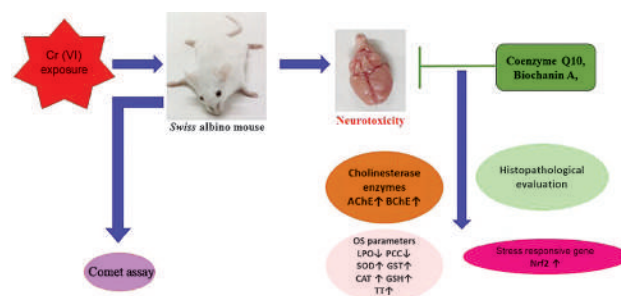 Cr (VI)
exposure
Swiss albino mouse
Neurotoxicity
Coenzyme Q10,
Biochanin A,
Cholinesterase
enzymes
AChE↑ BChE↑
Histopathological
evaluation
OS parameters
LPO↓ PCC↓
SOD↑ GST↑
CAT ↑ GSH↑
TT↑
Stress responsive gene
Nrf2 ↑
Comet assay